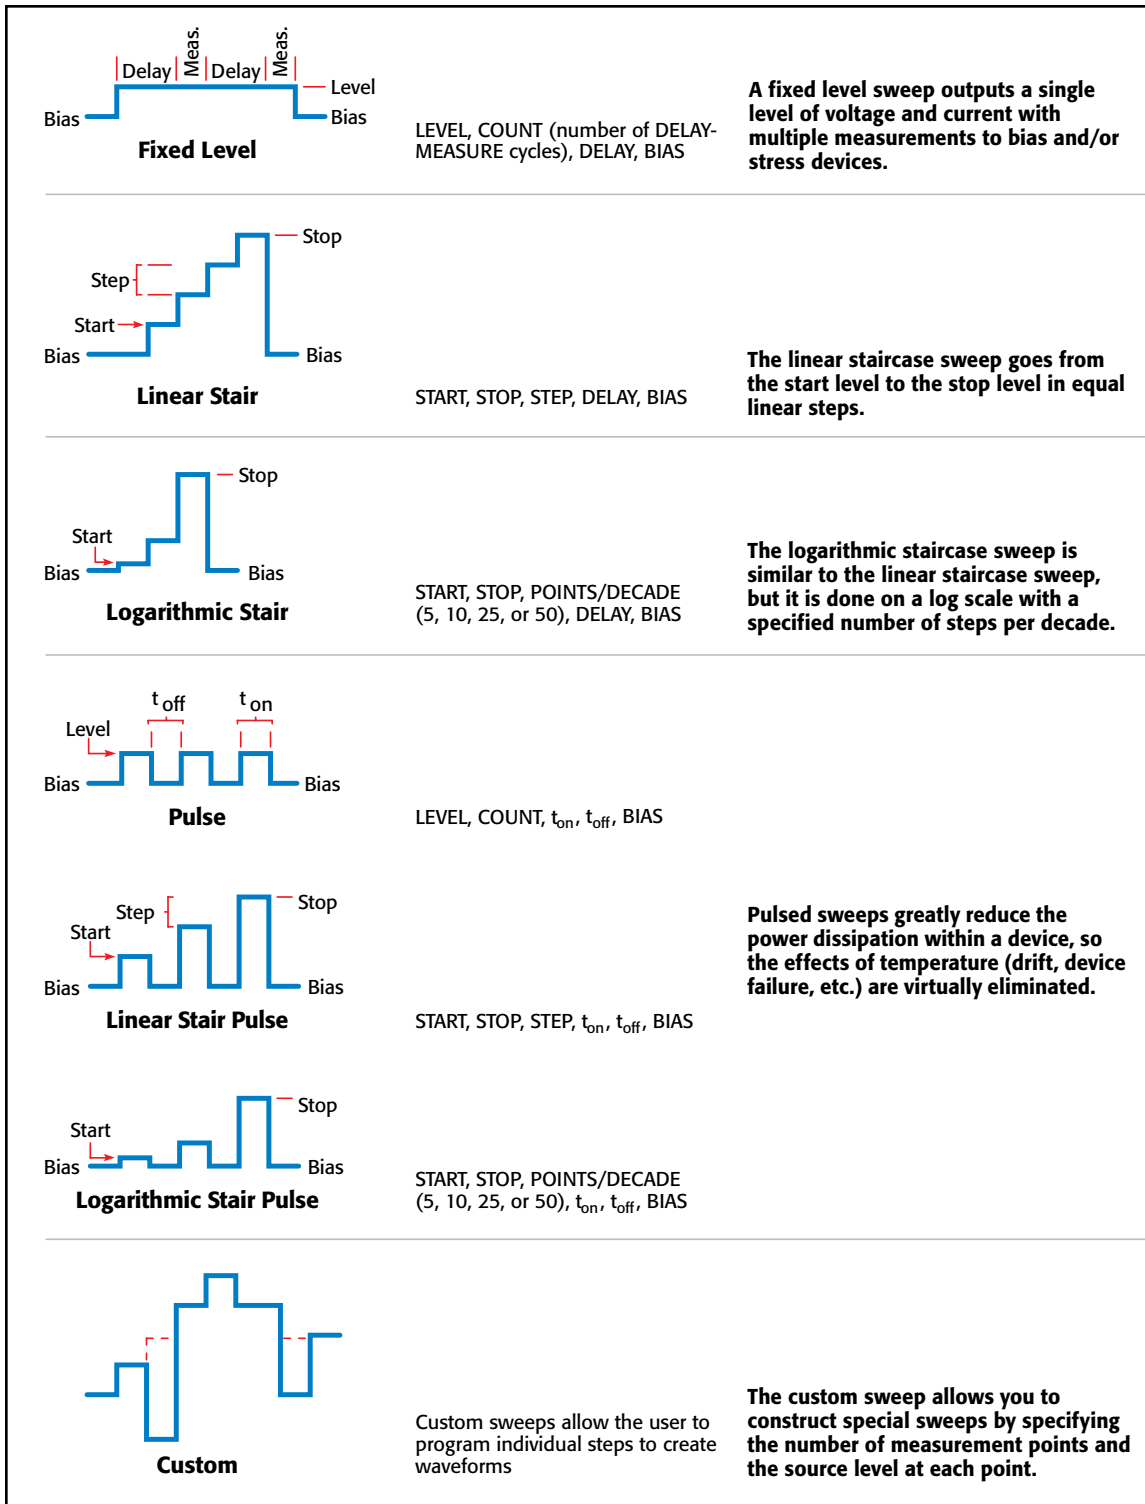 Delay
Meas.
Delay
Meas.
Level
Bias
Bias
Fixed Level
LEVEL, COUNT (number of DELAY-
MEASURE cycles), DELAY, BIAS
A fixed level sweep outputs a single
level of voltage and current with
multiple measurements to bias and/or
stress devices.
Stop
Step
Start
Bias
Bias
Linear Stair
START, STOP, STEP, DELAY, BIAS
The linear staircase sweep goes from
the start level to the stop level in equal
linear steps.
Stop
Start
Bias
Bias
Logarithmic Stair
START, STOP, POINTS/DECADE
(5, 10, 25, or 50), DELAY, BIAS
The logarithmic staircase sweep is
similar to the linear staircase sweep,
but it is done on a log scale with a
specified number of steps per decade.
t off
t on
Level
Bias
Bias
Pulse
LEVEL, COUNT, ton, toff, BIAS
Stop
Step
Start
Bias
Bias
Linear Stair Pulse
START, STOP, STEP, ton, toff, BIAS
Pulsed sweeps greatly reduce the
power dissipation within a device, so
the effects of temperature (drift, device
failure, etc.) are virtually eliminated.
Stop
Start
Bias
Bias
Logarithmic Stair Pulse
START, STOP, POINTS/DECADE
(5, 10, 25, or 50), ton, toff, BIAS
Custom
Custom sweeps allow the user to
program individual steps to create
waveforms
The custom sweep allows you to
construct special sweeps by specifying
the number of measurement points and
the source level at each point.